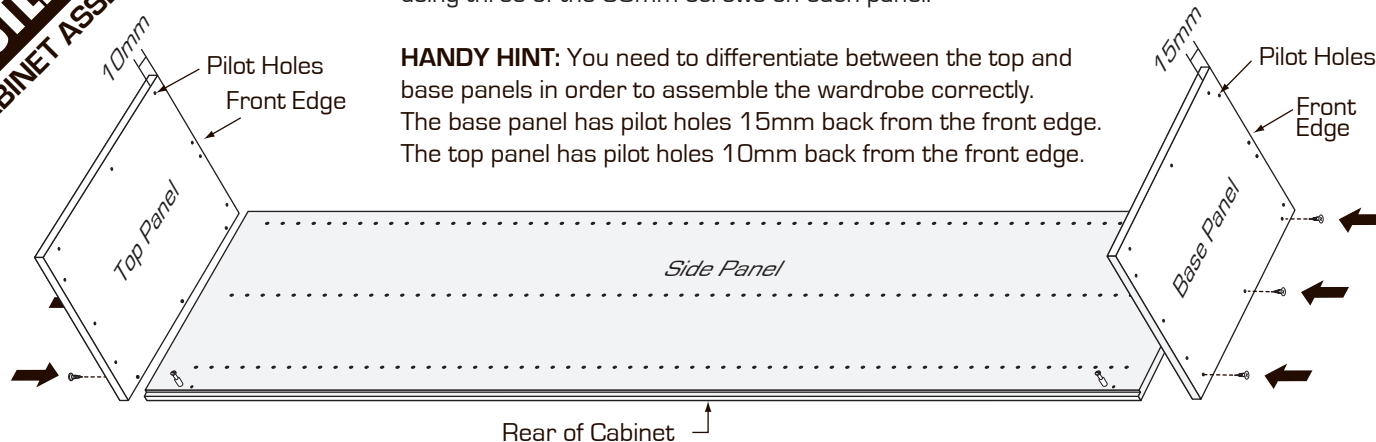 BINET ASS
HANDY HINT: You need to differentiate between the top and
base panels in order to assemble the wardrobe correctly.
The base panel has pilot holes 15mm back from the front edge.
The top panel has pilot holes 10mm back from the front edge.
10mm
Pilot Holes
Front Edge
15mm
Pilot Holes
Front
Edge
Top Panel
Side Panel
Base Panel
Rear of Cabinet